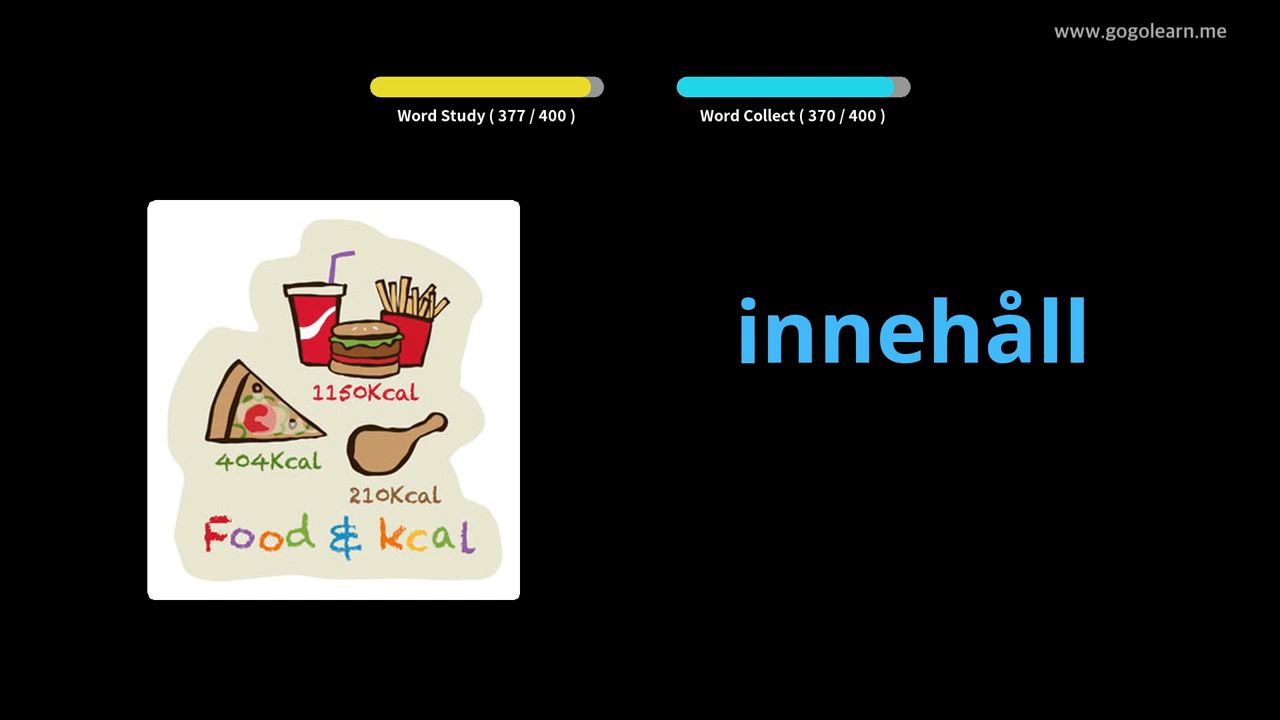 www.gogolearn.me
Word Study ( 377 / 400 )
Word Collect ( 370 / 400 )
1150Kcal
404Kcal
210Kcal
Food & kcal
innehåll